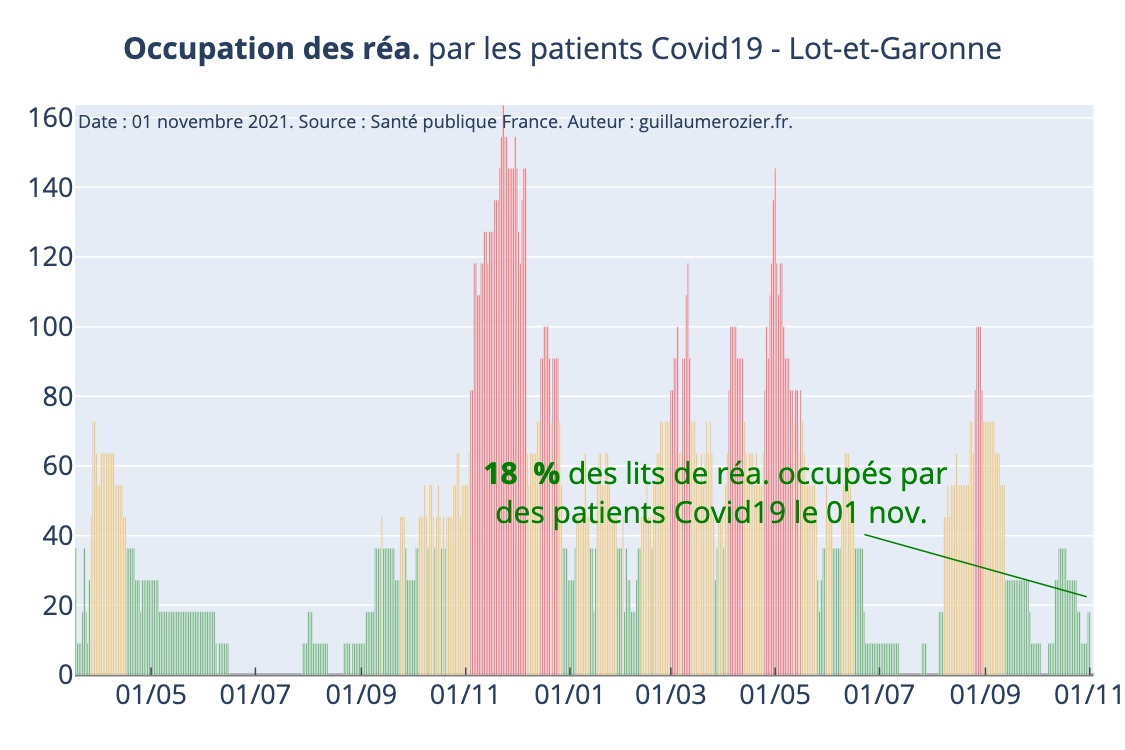 Occupation des réa. par les patients Covid19 - Lot-et-Garonne
160
Date : 01 novembre 2021. Source : Santé publique France. Auteur : guillaumerozier.fr.
140
120
100
80
60
18 % des lits de réa. occupés par
des patients Covid19 le 01 nov.
40
20
0
01/05 01/07 01/09 01/11 01/01 01/03 01/05 01/07 01/09 01/11